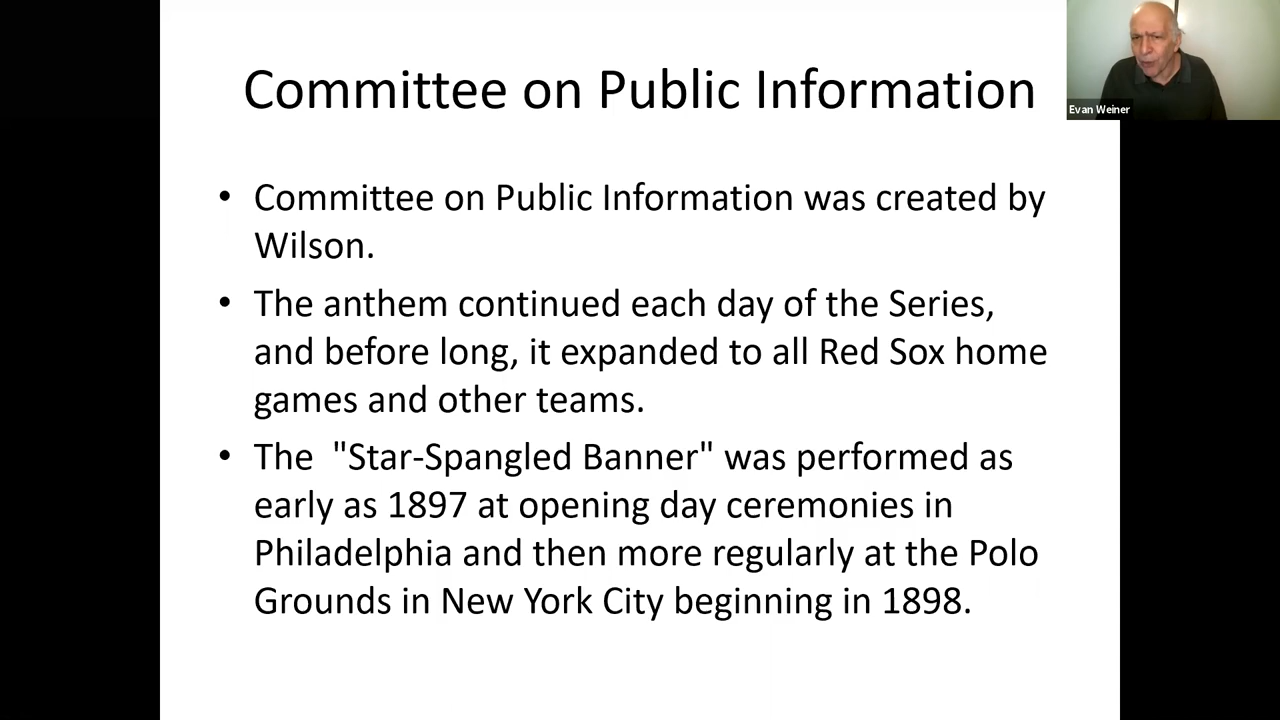 Committee on Public Information
Evan Weiner
• Committee on Public Information was created by
Wilson.
• The anthem continued each day of the Series,
and before long, it expanded to all Red Sox home
games and other teams.
• The  "Star-Spangled Banner" was performed as
early as 1897 at opening day ceremonies in
Philadelphia and then more regularly at the Polo
Grounds in New York City beginning in 1898.